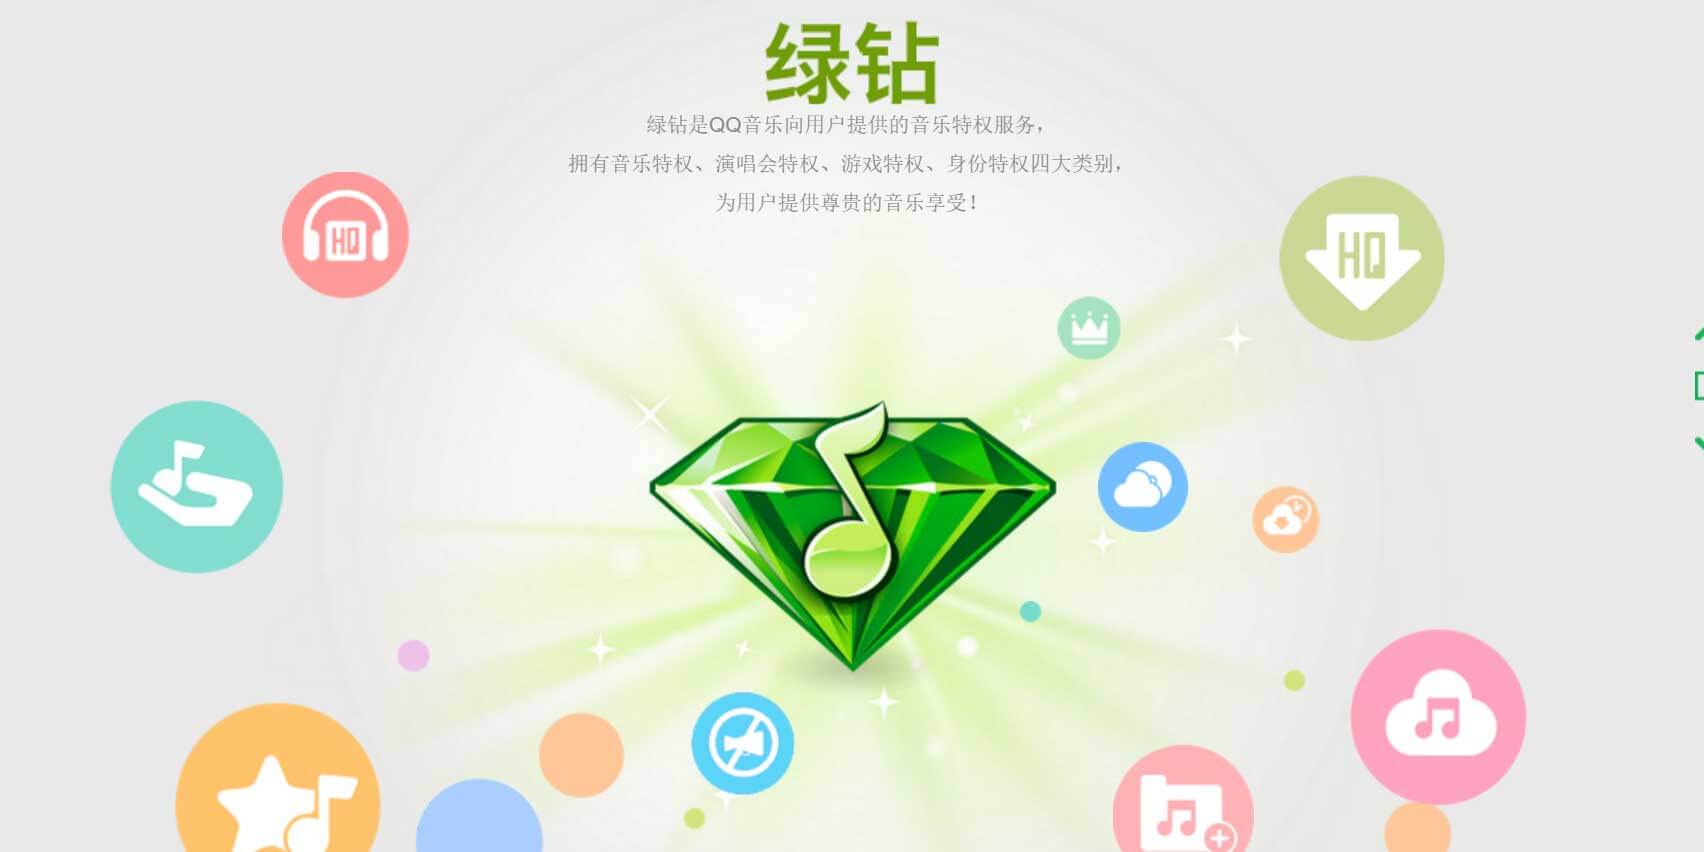 绿钻
绿钻是QQ音乐向用户提供的音乐特权服务，
拥有音乐特权、演唱会特权、游戏特权、身份特权四大类别，
为用户提供尊贵的音乐享受！
HQ
HQ